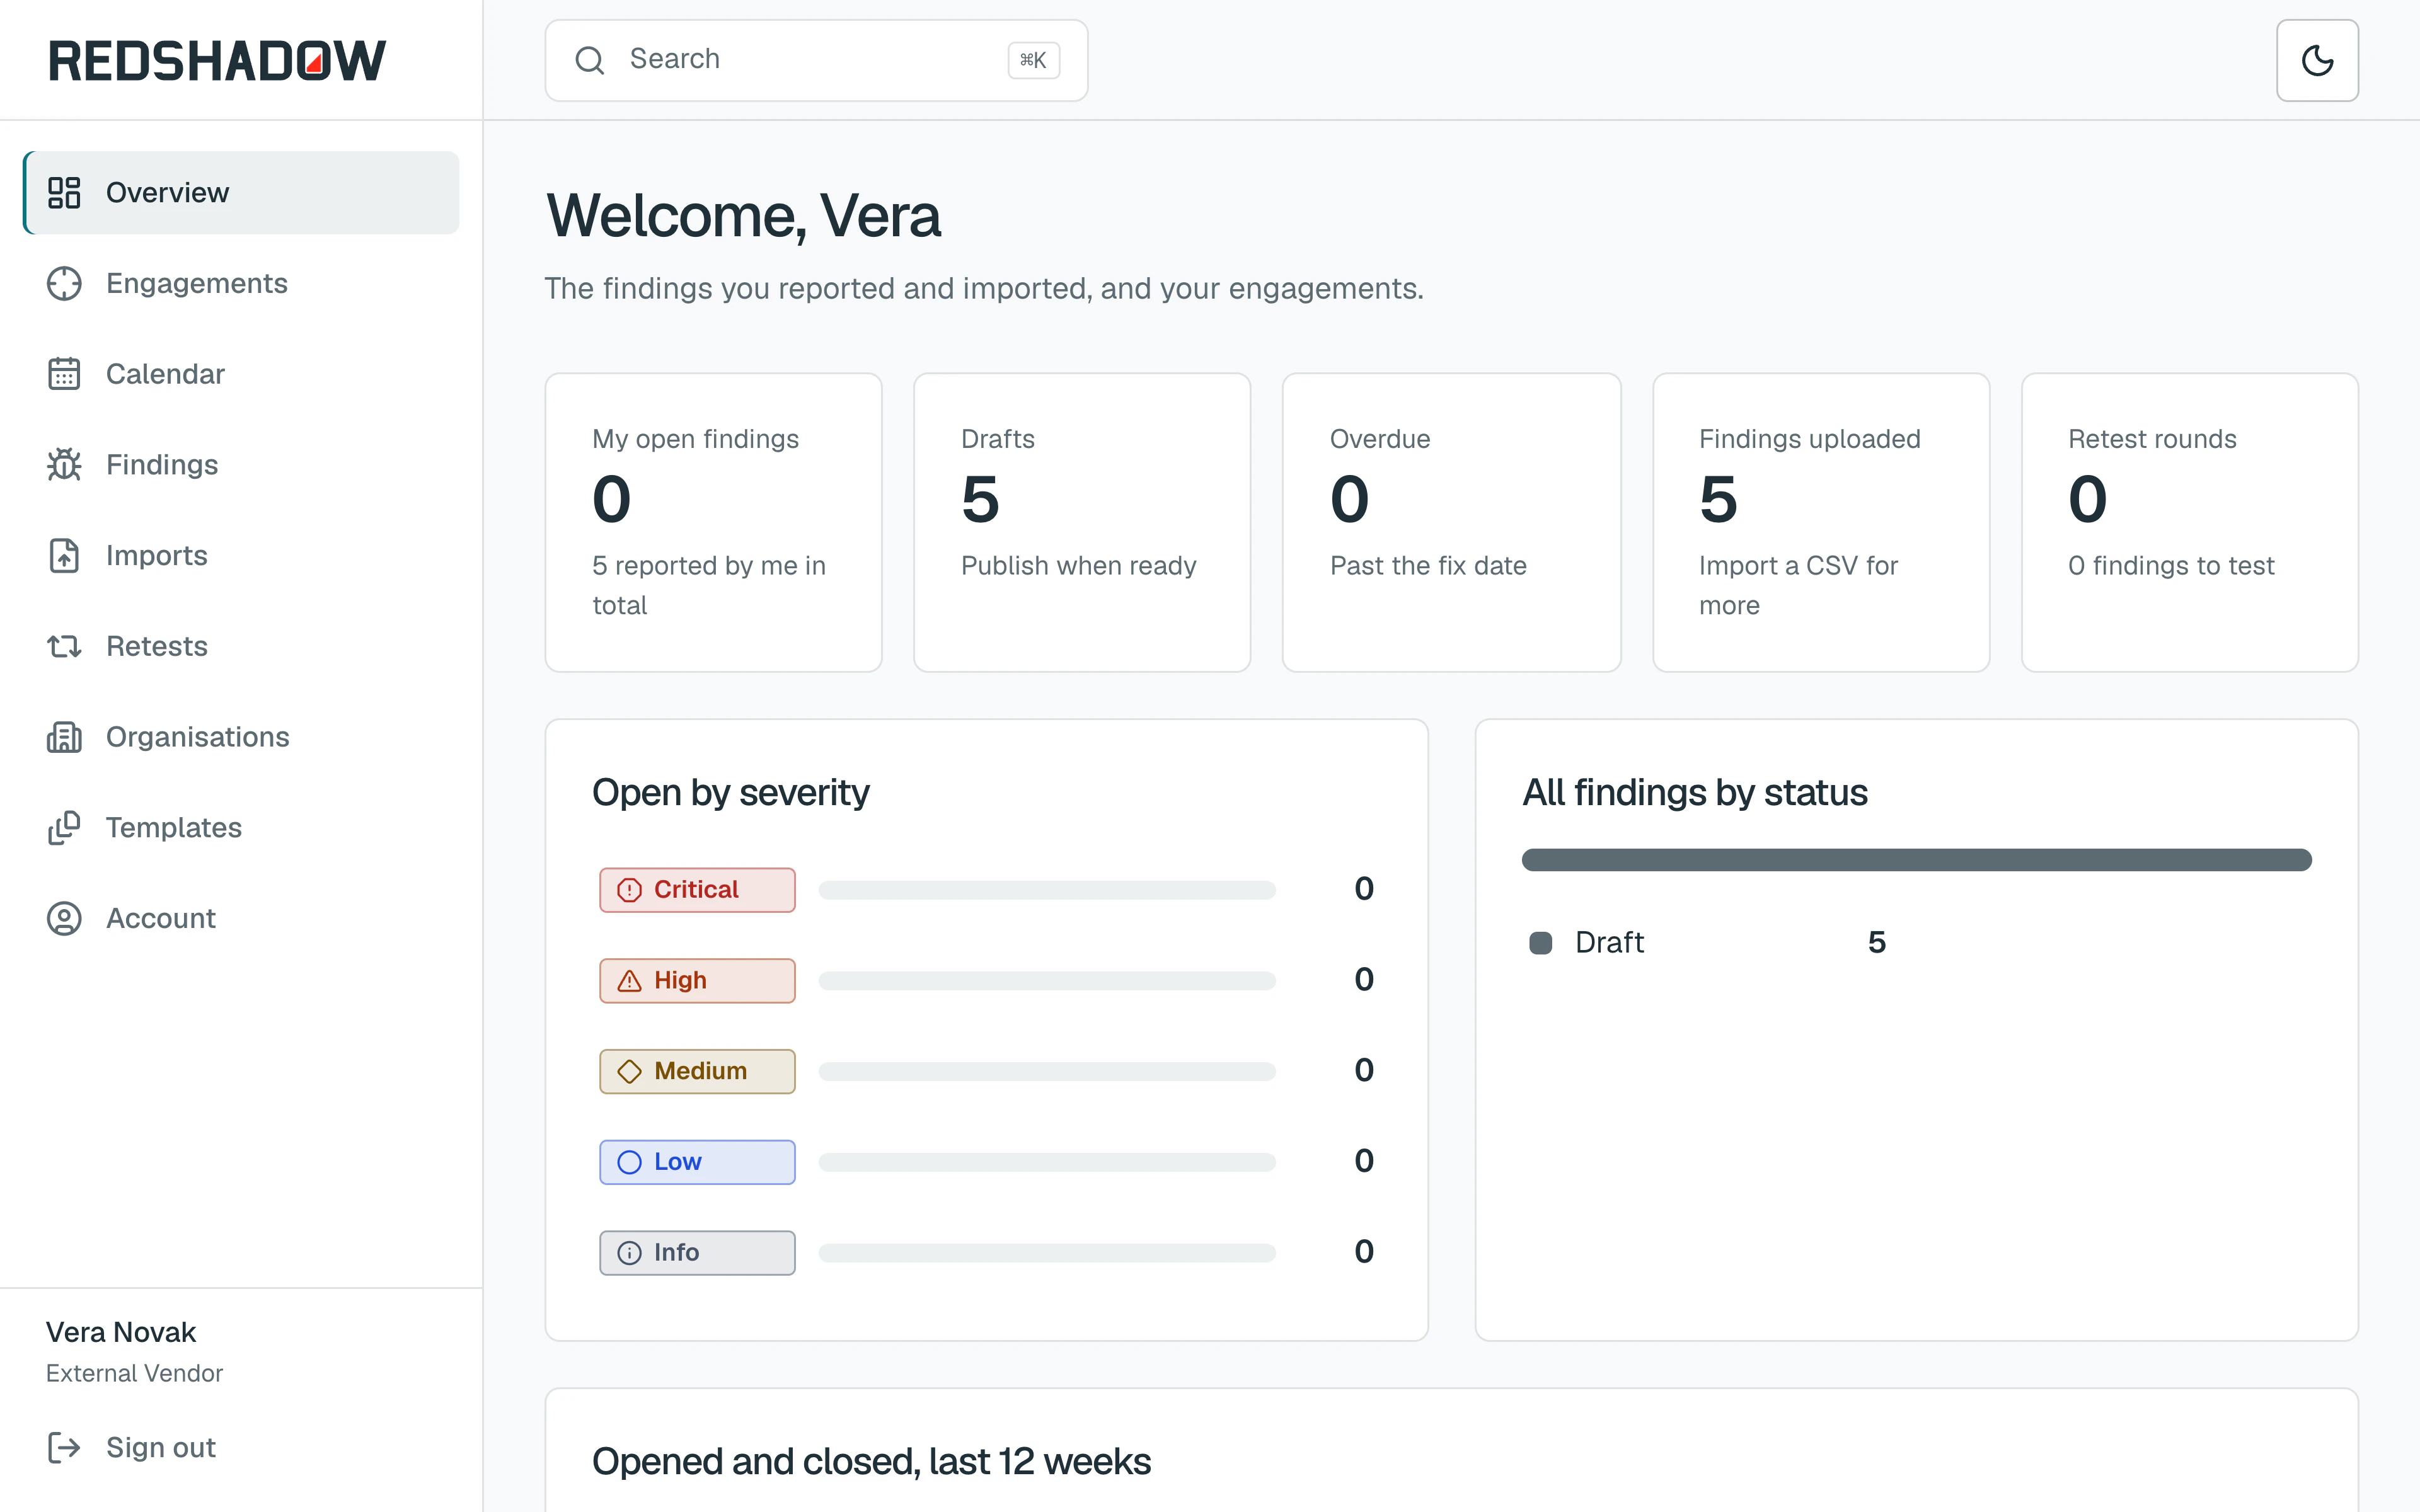 REDSHADOW
Search
⌘K
Overview
Engagements
Calendar
Findings
Imports
Retests
Organisations
Templates
Account
Vera Novak
External Vendor
Sign out
Welcome, Vera
The findings you reported and imported, and your engagements.
My open findings
0
5 reported by me in
total
Drafts
5
Publish when ready
Overdue
0
Past the fix date
Findings uploaded
5
Import a CSV for
more
Retest rounds
0
0 findings to test
Open by severity
Critical 0
High 0
Medium 0
Low 0
Info 0
All findings by status
Draft 5
Opened and closed, last 12 weeks